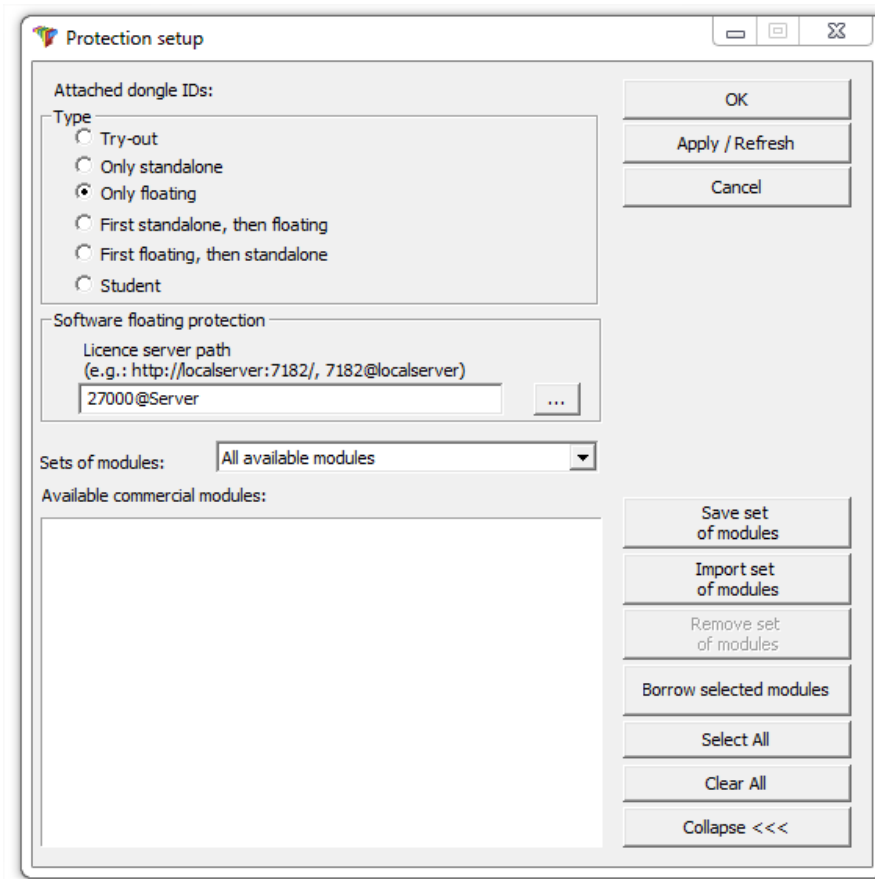 Protection setup
Attached dongle IDs:
Type
Try-out
Only standalone
Only floating
First standalone, then floating
First floating, then standalone
Student
OK
Apply / Refresh
Cancel
Software floating protection
Licence server path
(e.g.: http://localserver:7182/, 7182@localserver)
27000@Server
...
Sets of modules:
All available modules
Available commercial modules:
Save set
of modules
Import set
of modules
Remove set
of modules
Borrow selected modules
Select All
Clear All
Collapse <<<